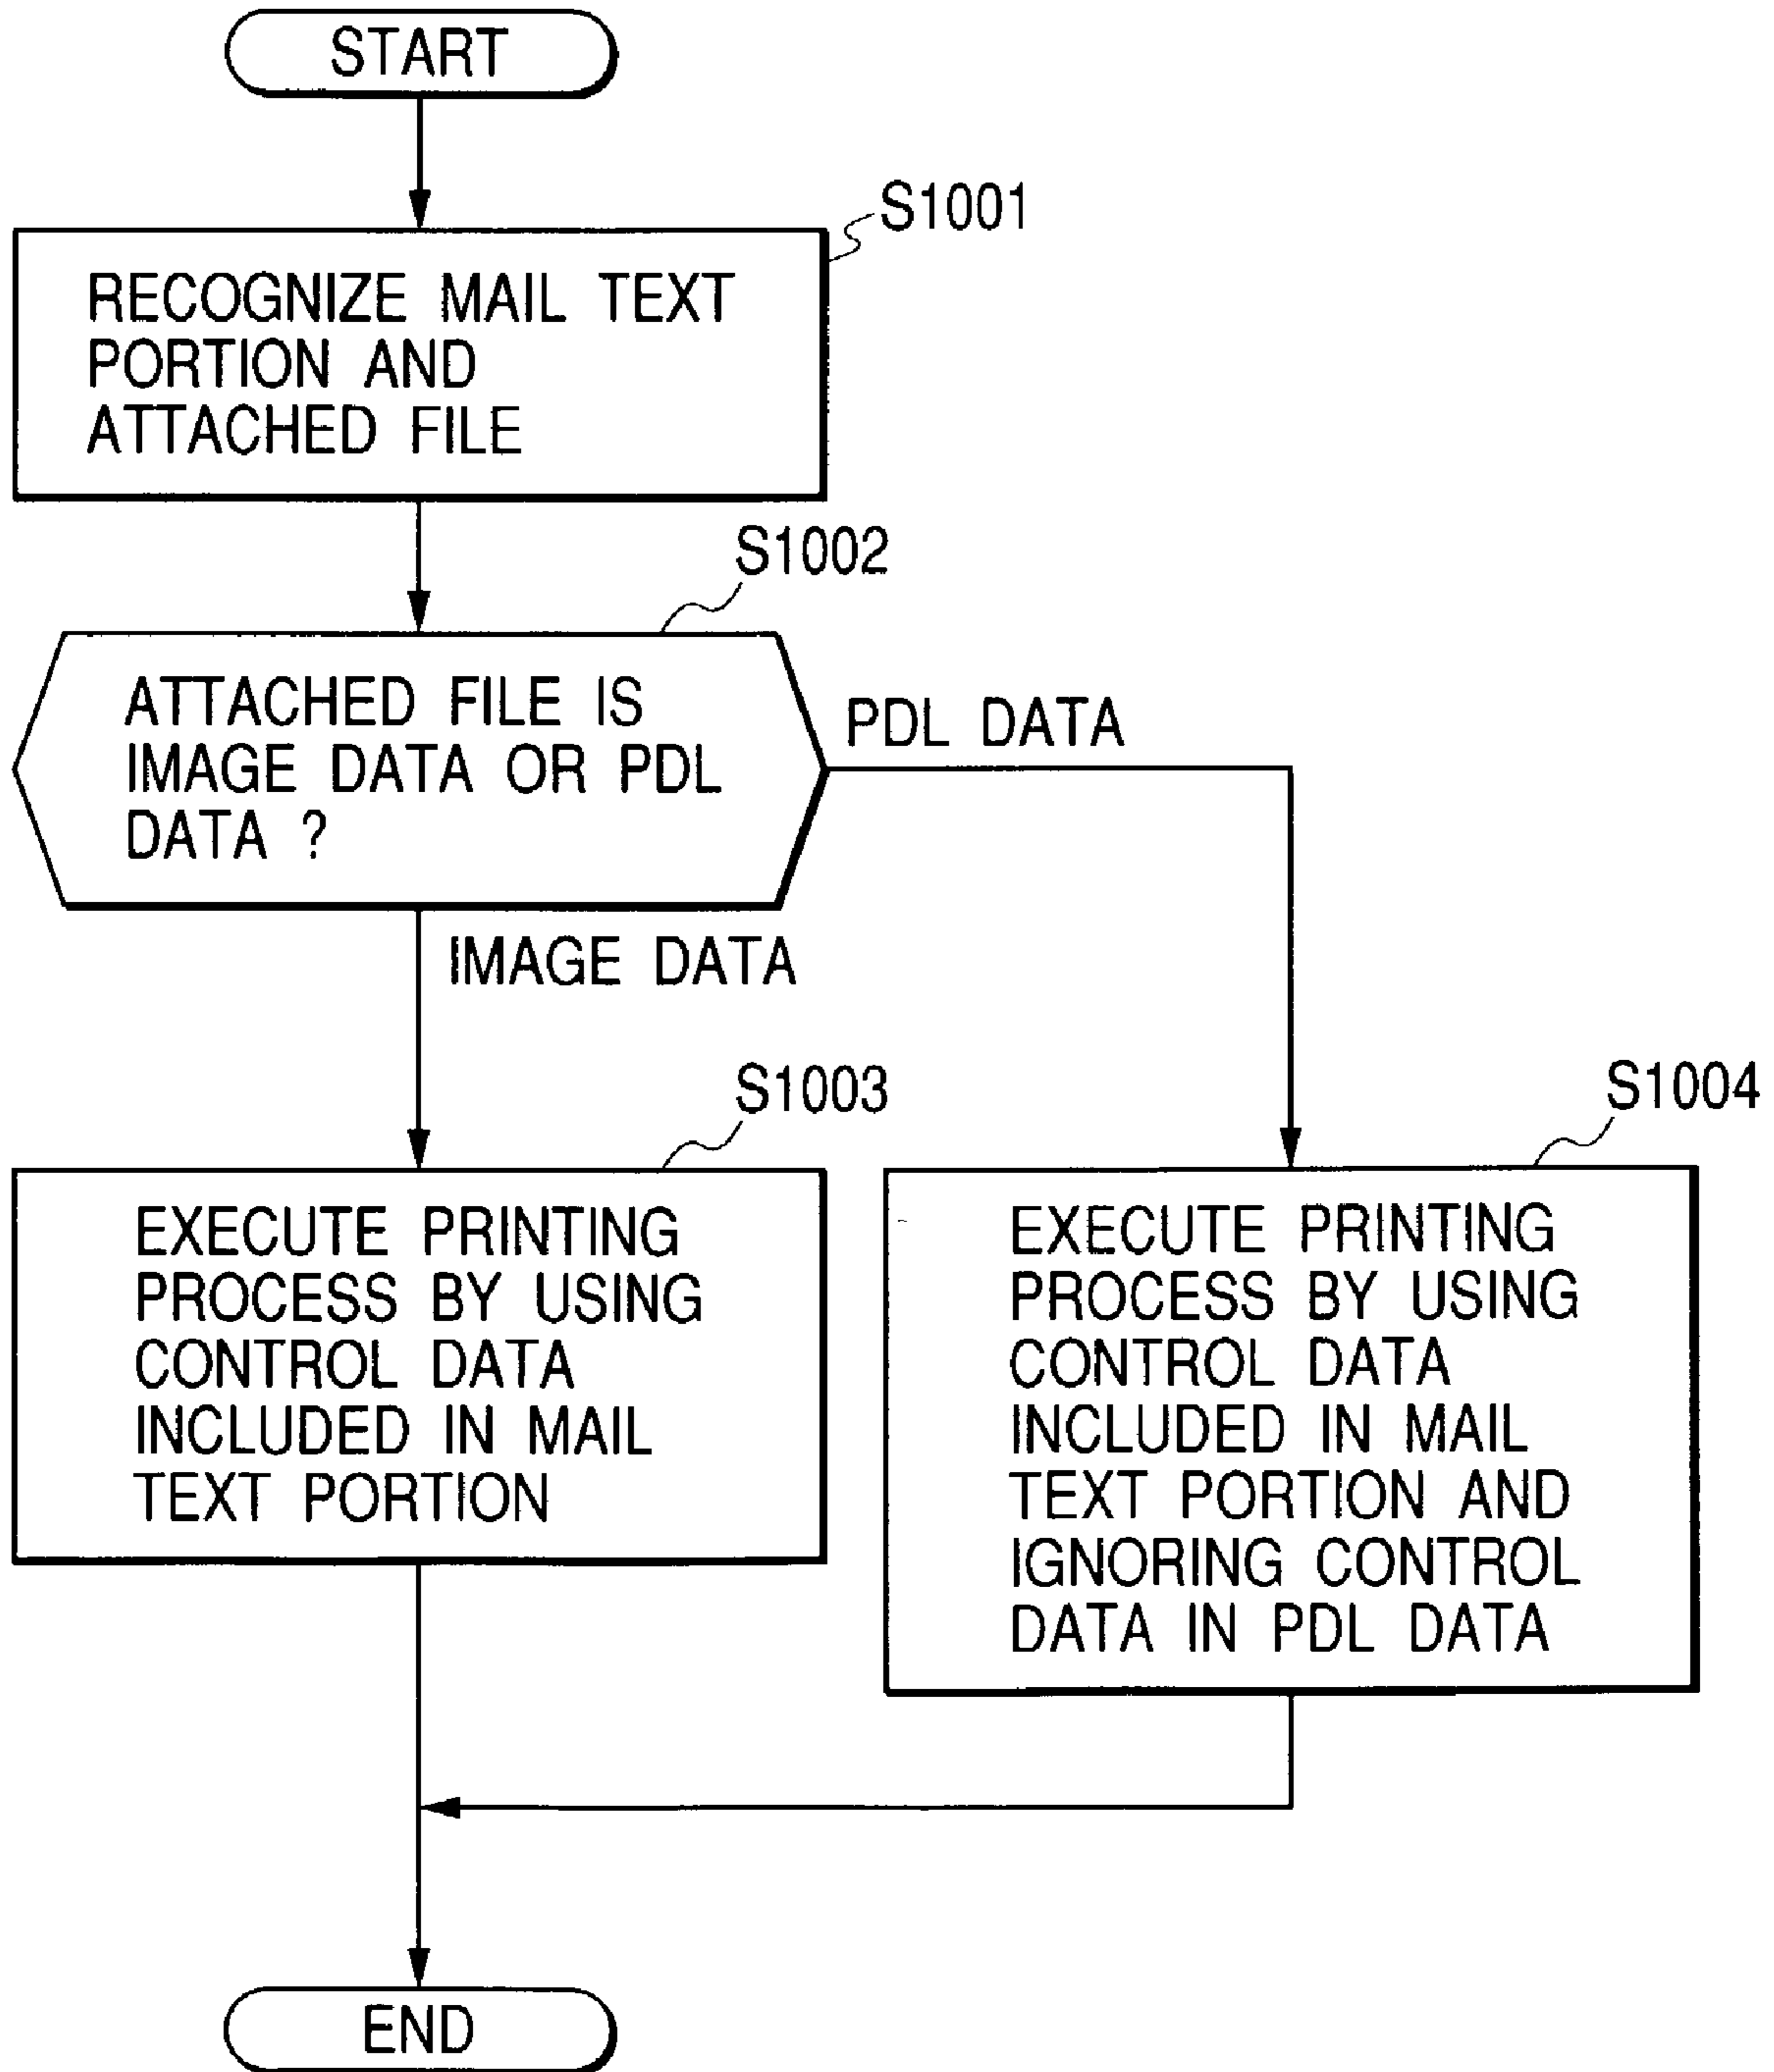 START
S1001
RECOGNIZE MAIL TEXT
PORTION AND
ATTACHED FILE
S1002
ATTACHED FILE IS
IMAGE DATA OR PDL
DATA ?
PDL DATA
IMAGE DATA
S1003
EXECUTE PRINTING
PROCESS BY USING
CONTROL DATA
INCLUDED IN MAIL
TEXT PORTION
S1004
EXECUTE PRINTING
PROCESS BY USING
CONTROL DATA
INCLUDED IN MAIL
TEXT PORTION AND
IGNORING CONTROL
DATA IN PDL DATA
END